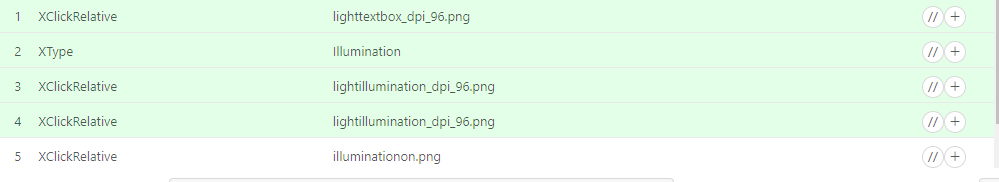 1 XClickRelative lighttextbox_dpi_96.png // +
2 XType Illumination // +
3 XClickRelative lightillumination_dpi_96.png // +
4 XClickRelative lightillumination_dpi_96.png // +
5 XClickRelative illuminationon.png // +